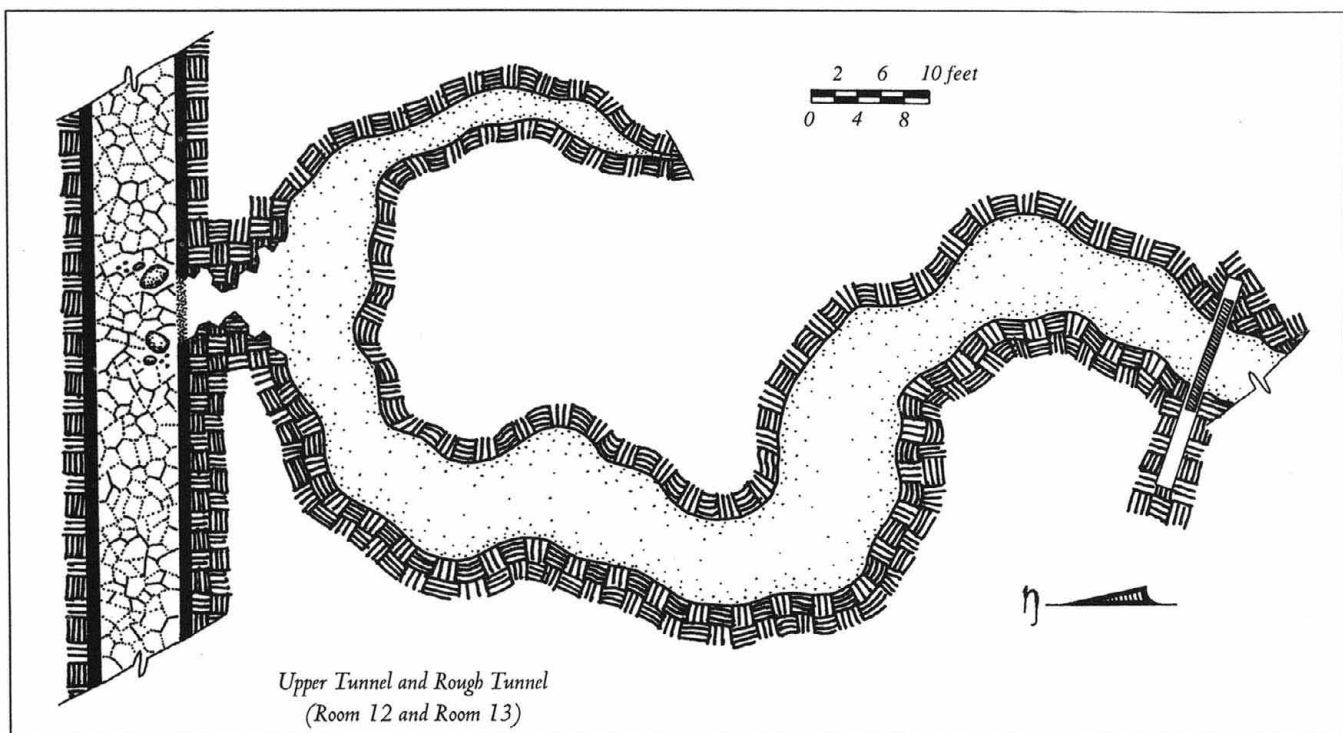 2 6 10 feet
0 4 8
n
Upper Tunnel and Rough Tunnel
(Room 12 and Room 13)